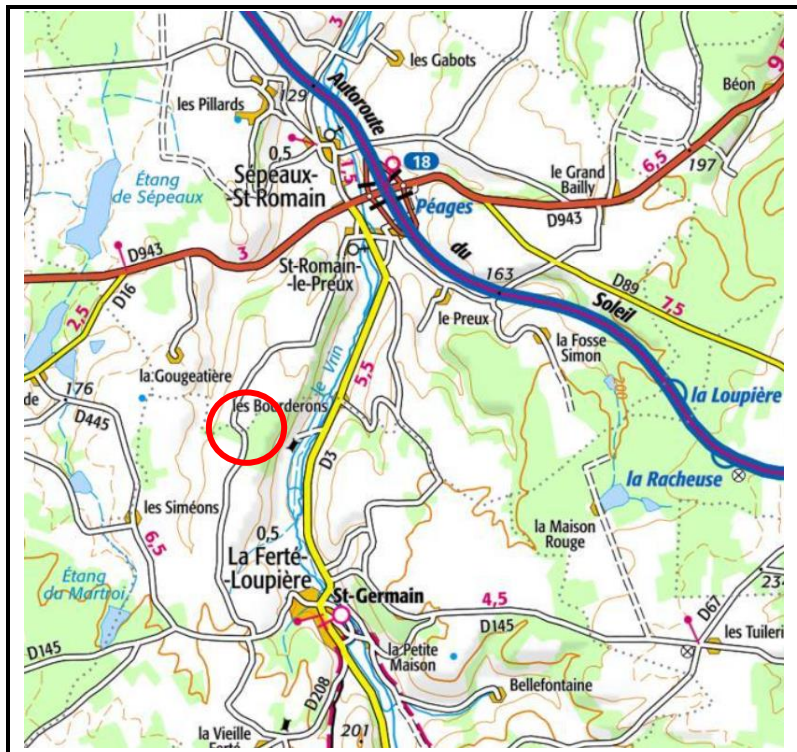 3
les Gabots
les Pillards
129
Autoroute
Béon
9
0,5
18
1,5
6,5
197
Étang
de Sépeaux
Sépeaux-
-St Romain
le Grand
Bailly
Péages
D943
D943
3
St-Romain-
-le-Preux
du
163
D89
7,5
Soleil
2,5
D16
le Preux
la Fosse
Simon
la Gougeatière
le Vrin
5,5
200
la Loupière
de
176
D445
les Bourderons
D3
la Racheuse
les Siméons
la Maison
Rouge
6,5
0,5
La Ferté-
-Loupière
Étang
du Martroi
St-Germain
4,5
D67
234
D145
les Tuileri
D145
la Petite
Maison
D208
Bellefontaine
la Vieille
Ferté
201